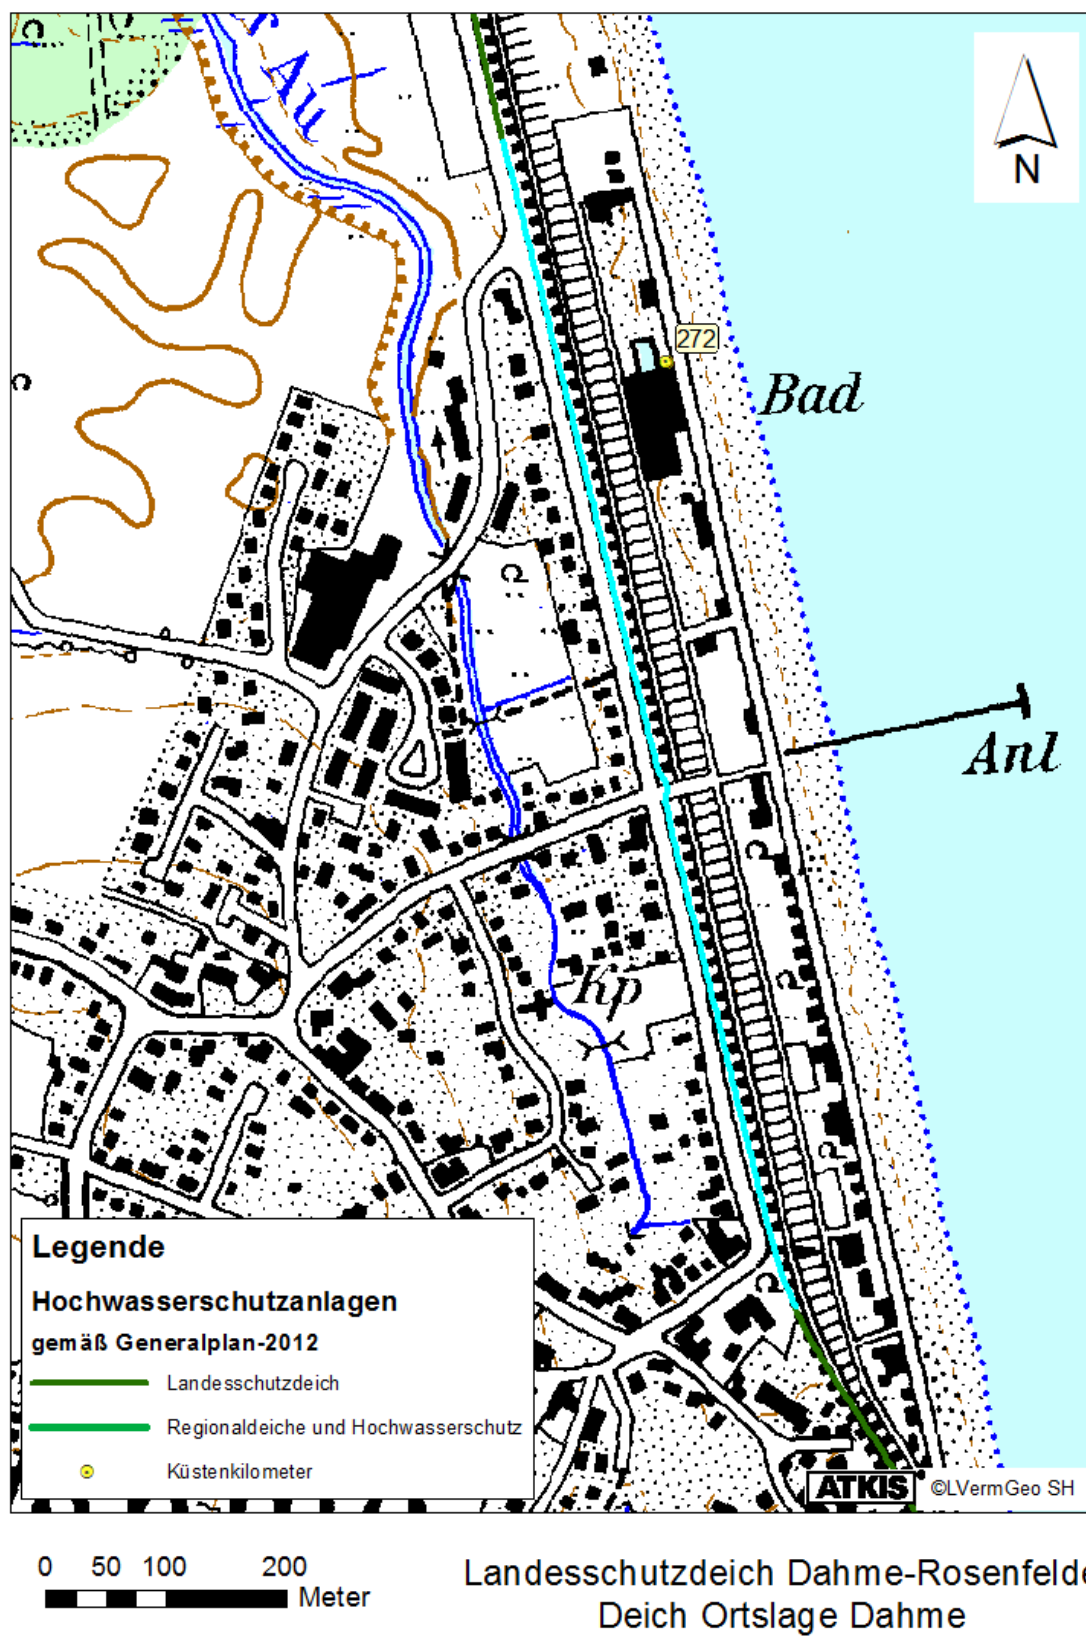 Au
N
272
Bad
Anl
Kp
Legende
Hochwasserschutzanlagen
gemäß Generalplan-2012
Landesschutzdeich
Regionaldeiche und Hochwasserschutz
Küstenkilometer
ATKIS ©LVermGeo SH
0 50 100 200
Meter
Landesschutzdeich Dahme-Rosenfelde
Deich Ortslage Dahme